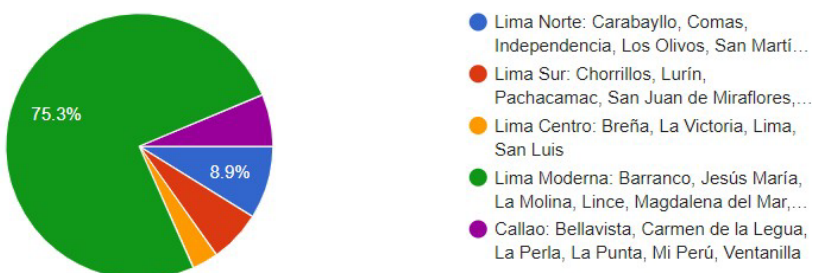 75.3%
8.9%
Lima Norte: Carabayllo, Comas,
Independencia, Los Olivos, San Martí…
Lima Sur: Chorrillos, Lurín,
Pachacamac, San Juan de Miraflores,…
Lima Centro: Breña, La Victoria, Lima,
San Luis
Lima Moderna: Barranco, Jesús María,
La Molina, Lince, Magdalena del Mar,…
Callao: Bellavista, Carmen de la Legua,
La Perla, La Punta, Mi Perú, Ventanilla